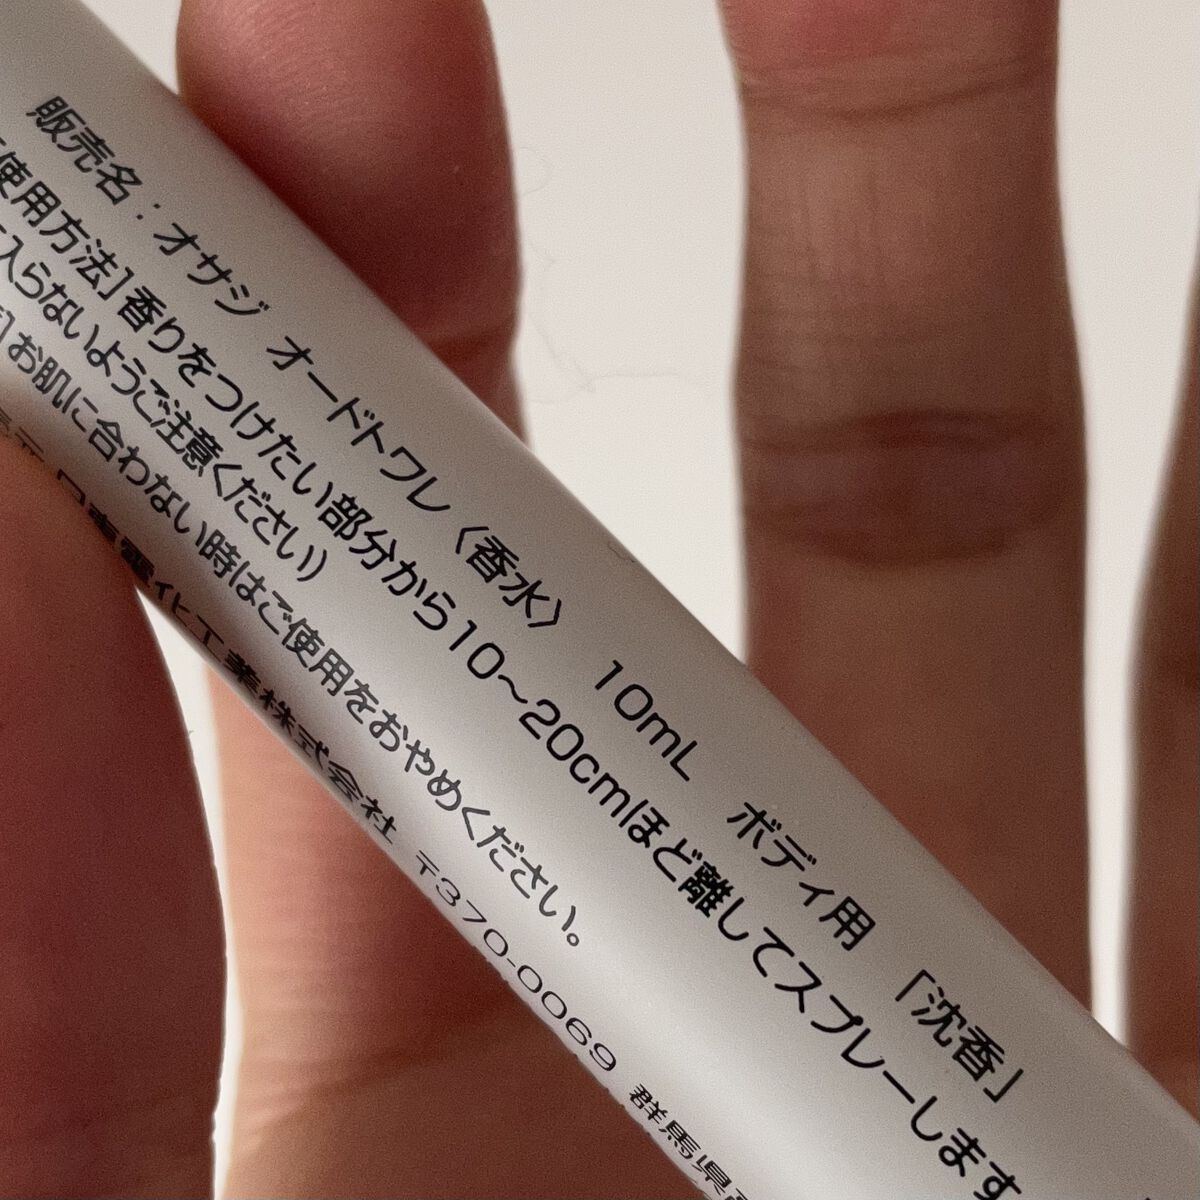 販売名：オサジ オードトワレ〈香水〉 10mL ボディ用 「沈香」
使用方法］香りをつけたい部分から10〜20cmほど離してスプレーします
入らないようご注意ください）
］お肌に合わない時はご使用をおやめください。
電化工業株式会社 〒370-0069 群馬県